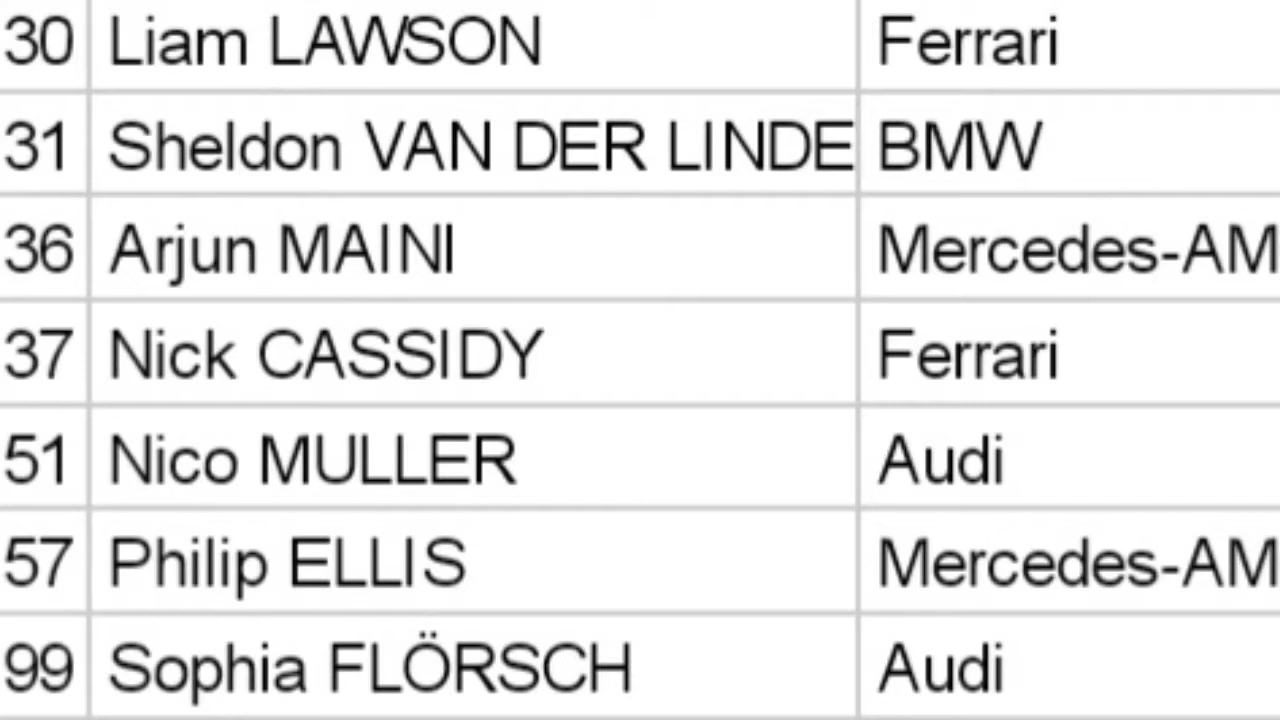 30 Liam LAWSON Ferrari
31 Sheldon VAN DER LINDE BMW
36 Arjun MAINI Mercedes-AM
37 Nick CASSIDY Ferrari
51 Nico MULLER Audi
57 Philip ELLIS Mercedes-AM
99 Sophia FLÖRSCH Audi